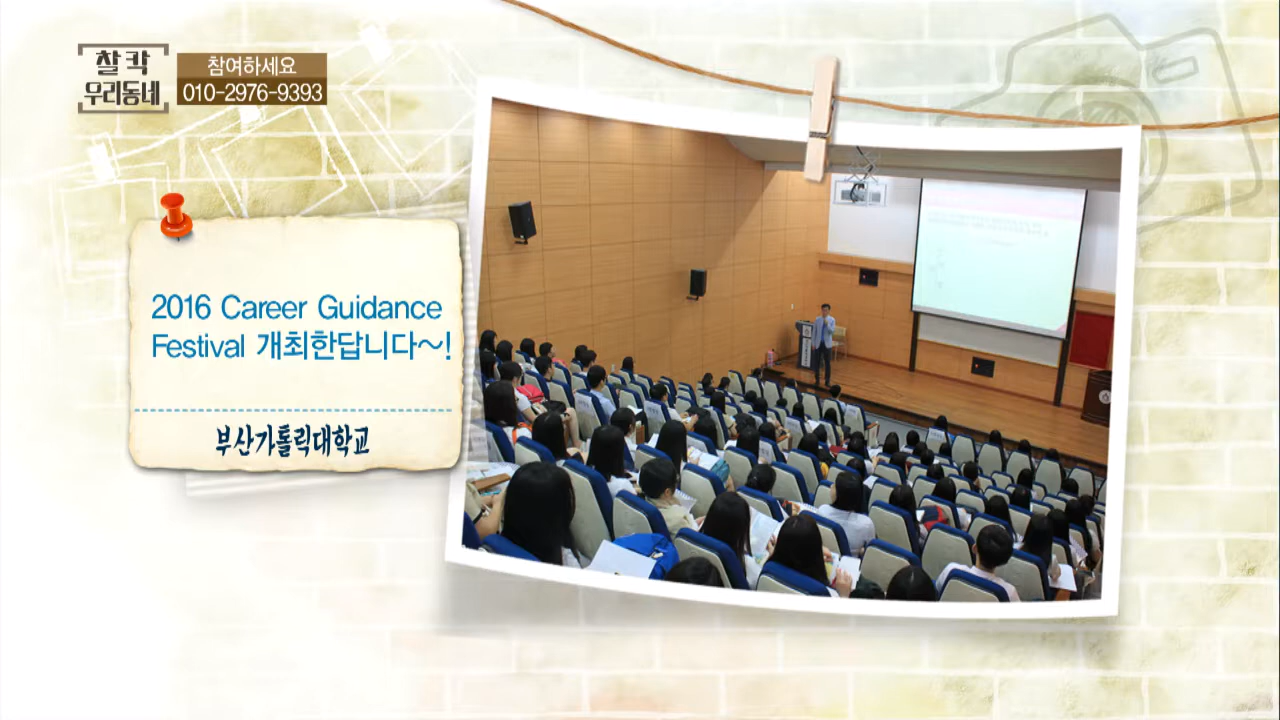 찰칵
우리동네
참여하세요
010-2976-9393
2016 Career Guidance
Festival 개최한답니다~!
부산가톨릭대학교